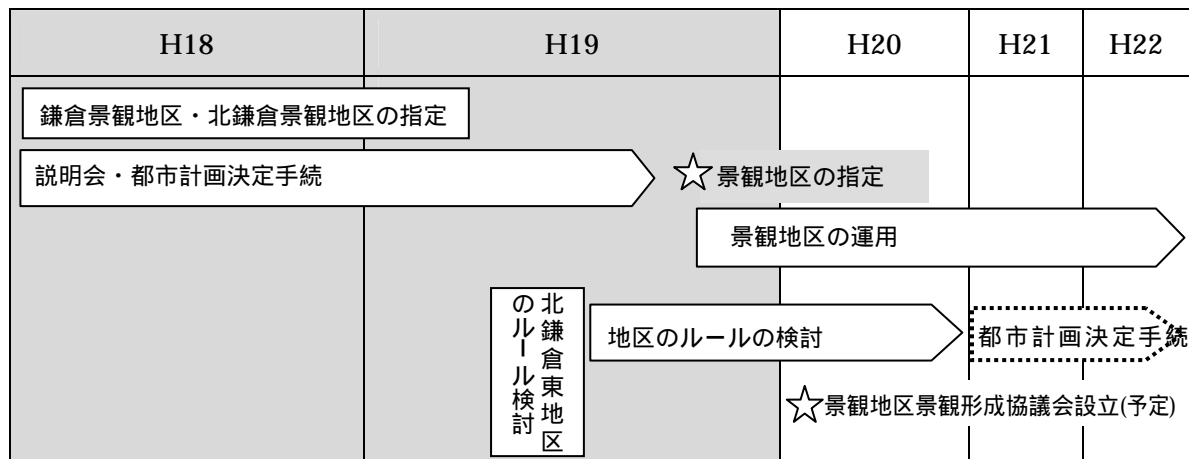 H18 H19 H20 H21 H22
鎌倉景観地区・北鎌倉景観地区の指定
説明会・都市計画決定手続
景観地区の指定
景観地区の運用
北鎌倉東地区
のルール検討
地区のルールの検討
都市計画決定手続
景観地区景観形成協議会設立(予定)